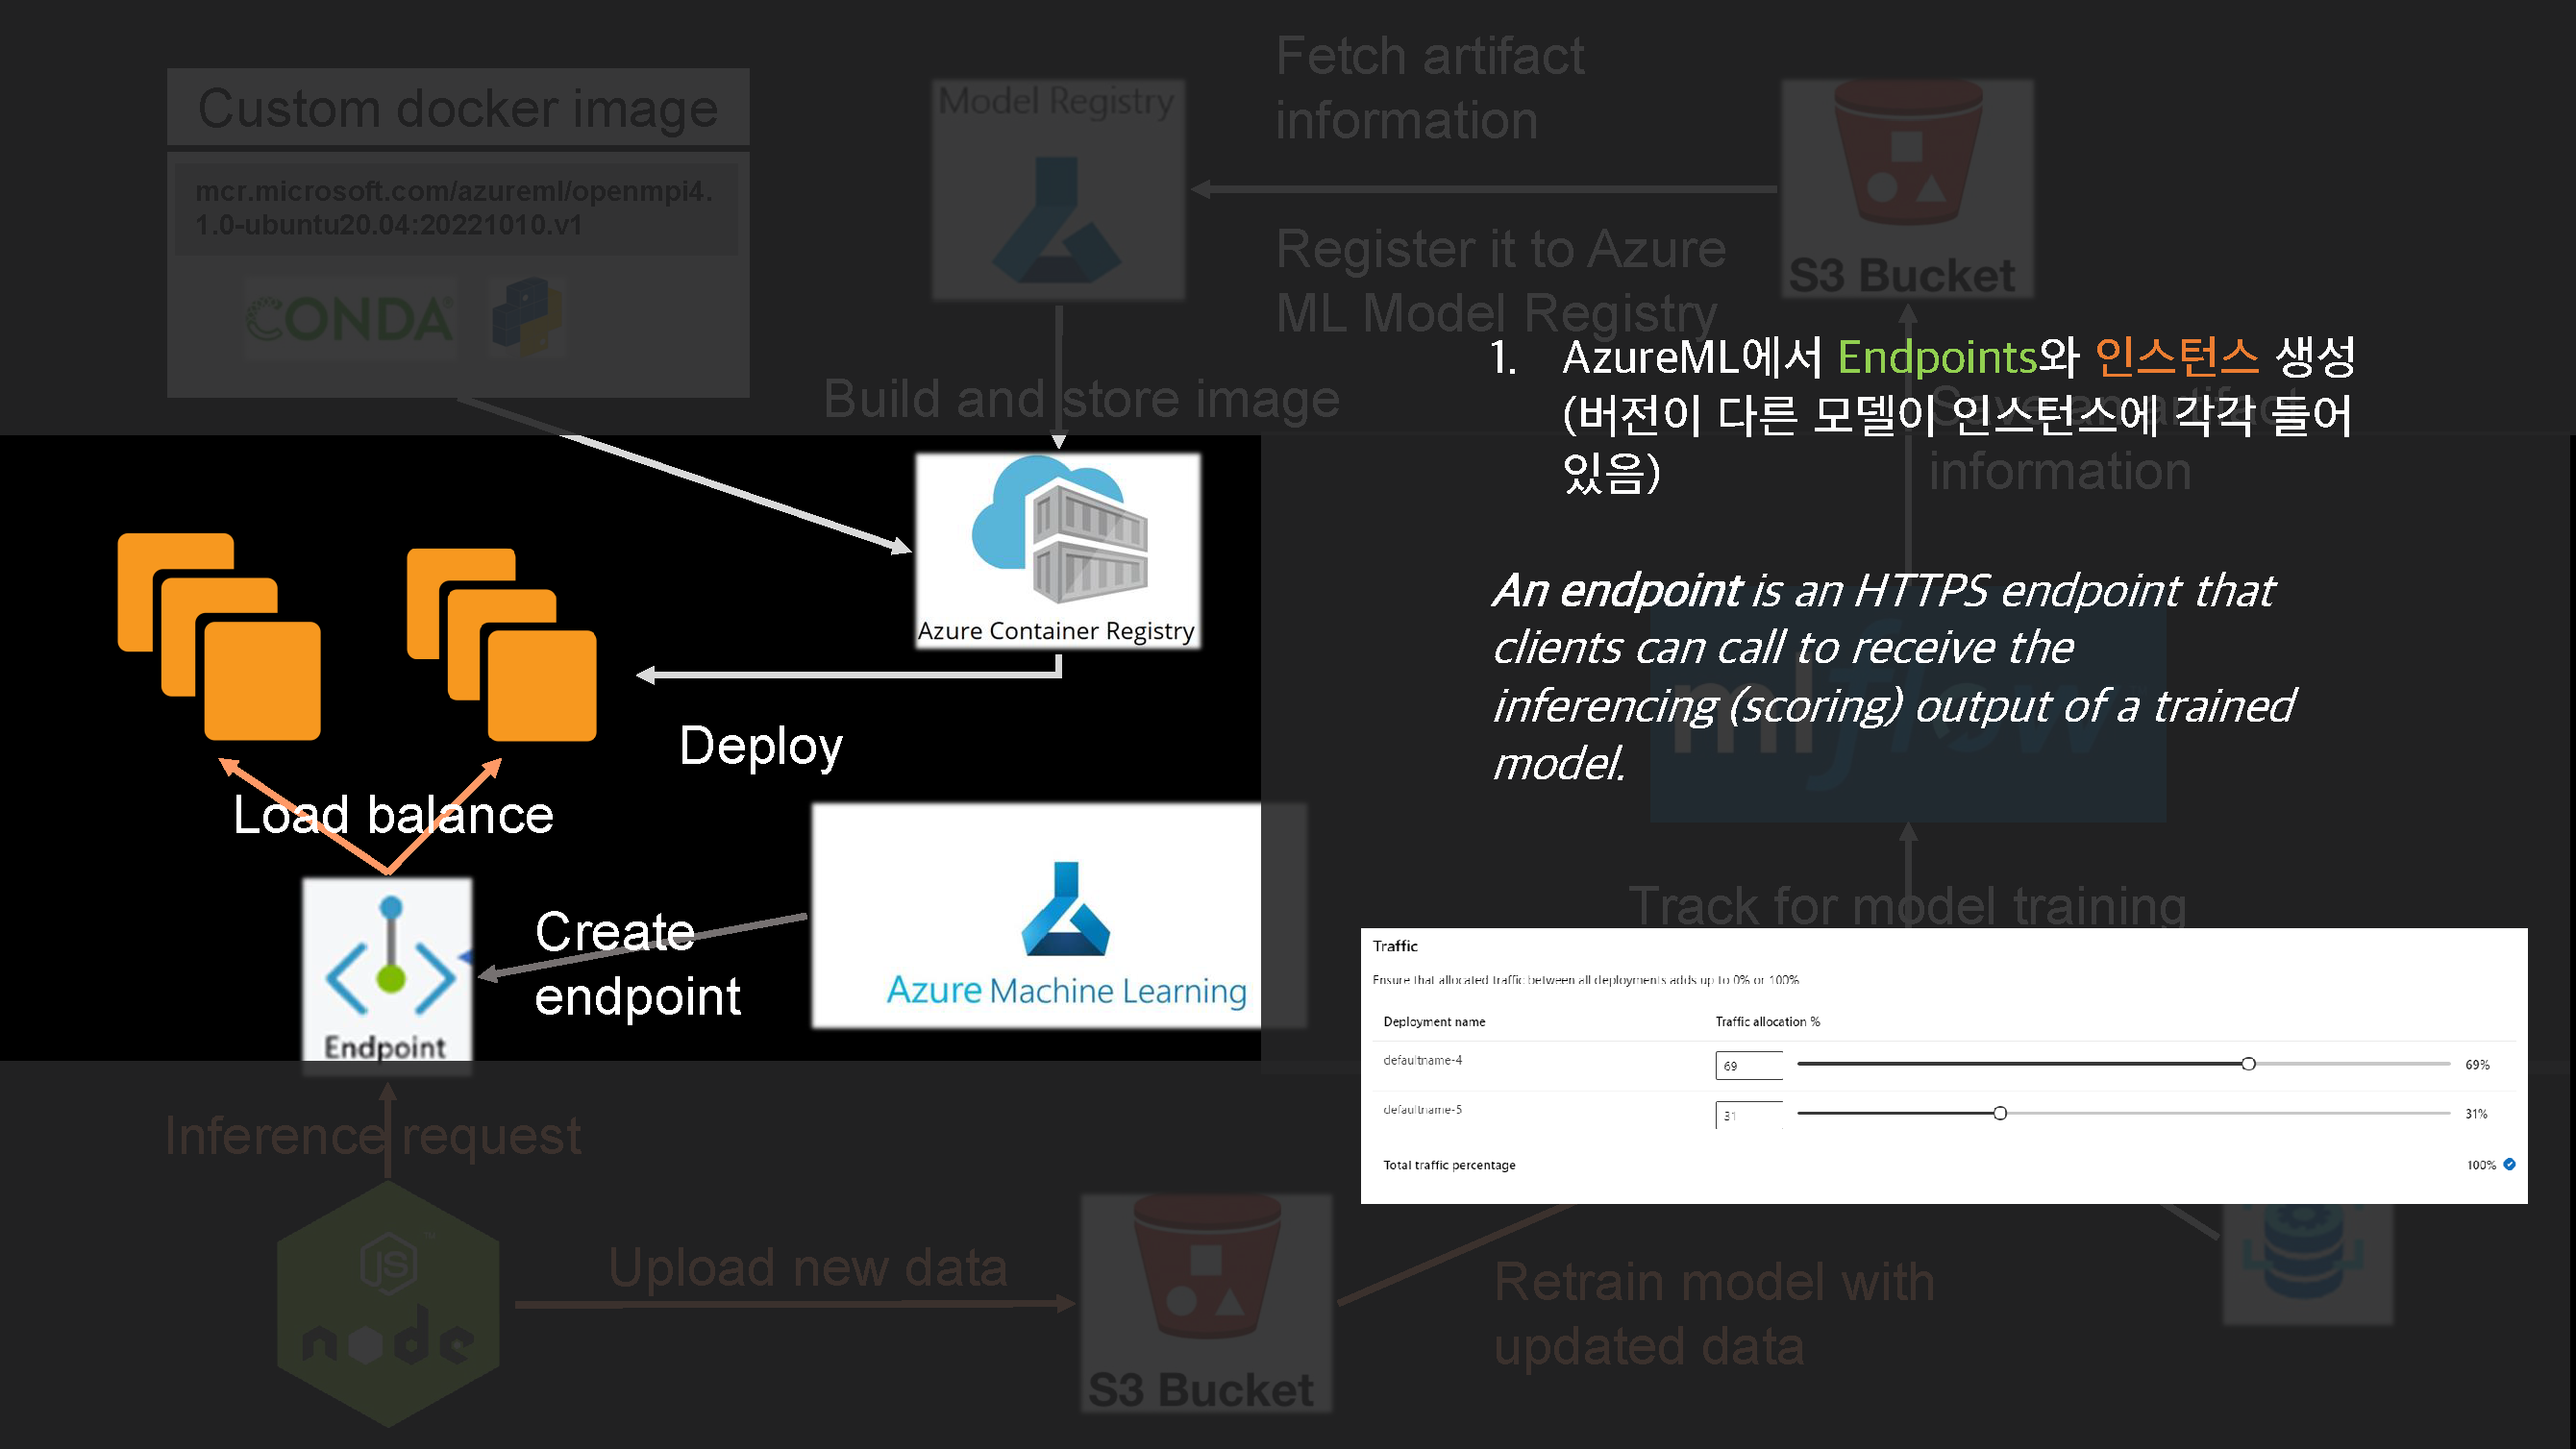 Custom docker image
mcr.microsoft.com/azureml/openmpi4.
1.0-ubuntu20.04:20221010.v1
CONDA
Model Registry
Fetch artifact
information
Register it to Azure
ML Model Registry
S3 Bucket
Build and store image
1. AzureML에서 Endpoints와 인스턴스 생성
(버전이 다른 모델이 인스턴스에 각각 들어
있음)
Save an artifact
information
An endpoint is an HTTPS endpoint that
clients can call to receive the
inferencing (scoring) output of a trained
model.
mlflow
Azure Container Registry
Deploy
Load balance
Create
endpoint
Azure Machine Learning
Endpoint
Track for model training
Traffic
Ensure that allocated traffic between all deployments adds up to 0% or 100%
Deployment name Traffic allocation %
defaultname-4 69 69%
defaultname-5 31 31%
Total traffic percentage 100%
Inference request
JS
node
Upload new data
S3 Bucket
Retrain model with
updated data